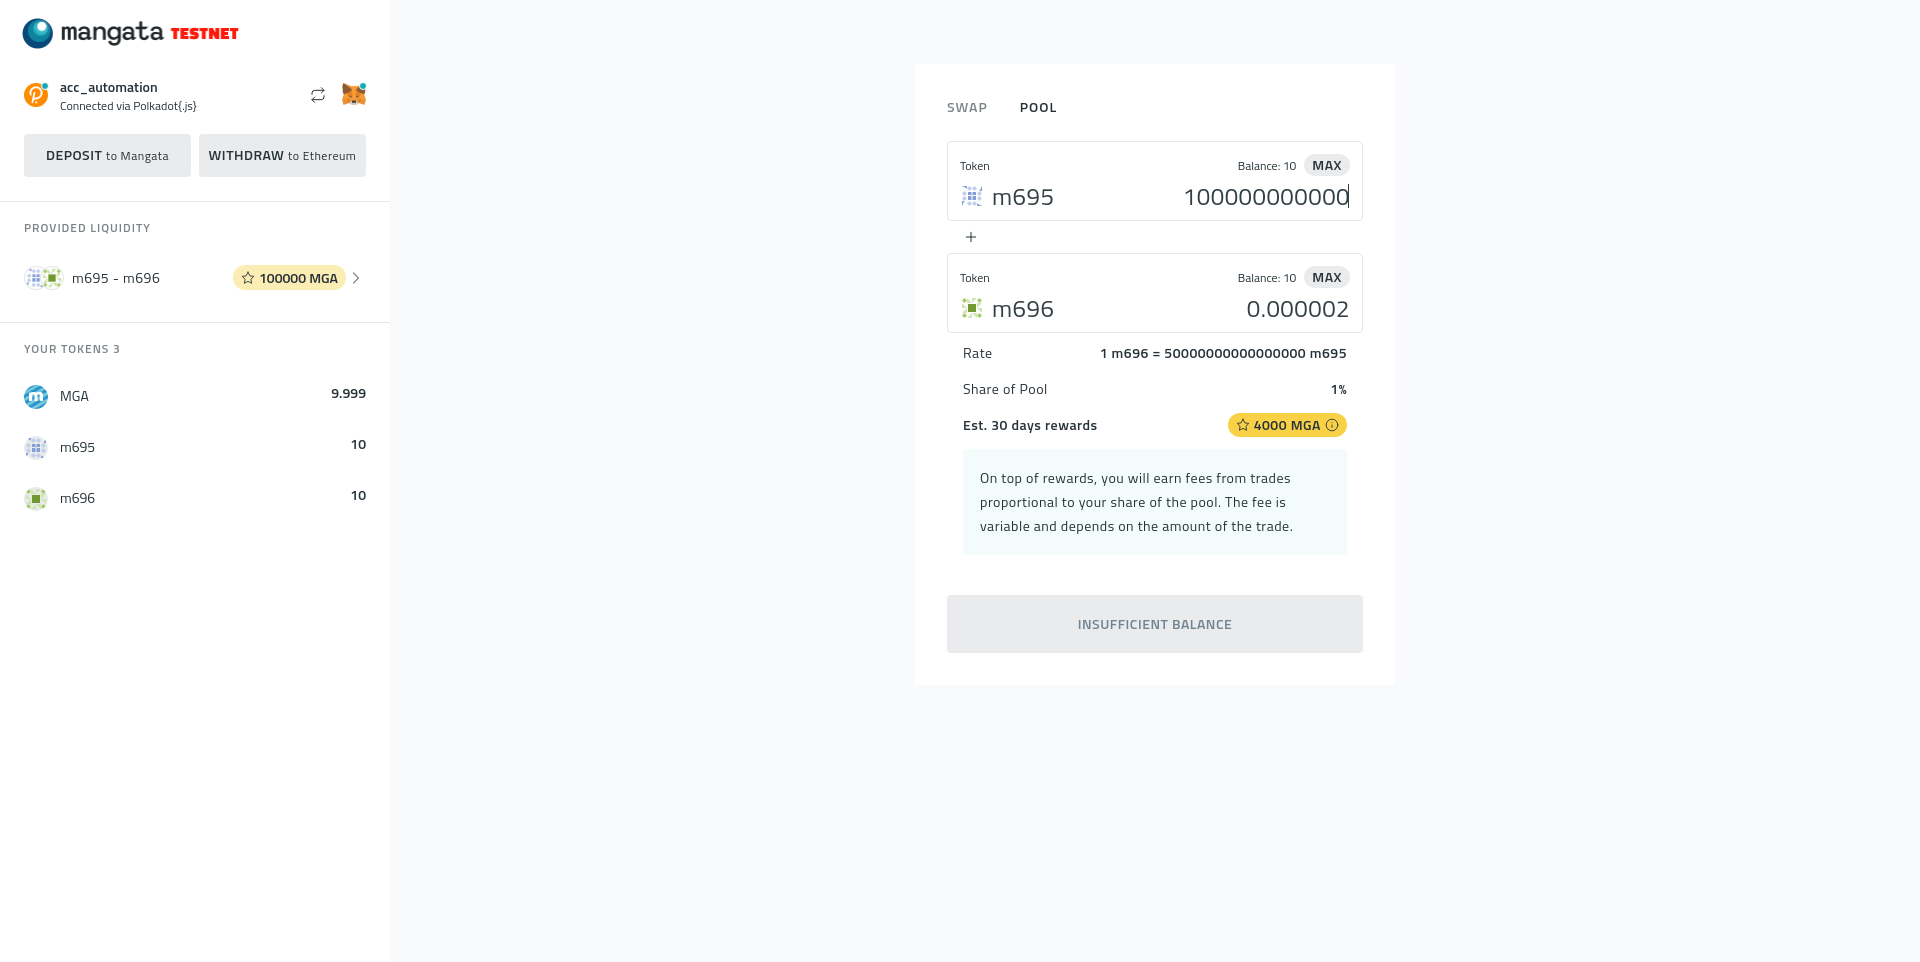 mangata TESTNET
acc_automation
Connected via Polkadot{.js}
DEPOSIT to Mangata
WITHDRAW to Ethereum
PROVIDED LIQUIDITY
m695 - m696
100000 MGA
YOUR TOKENS 3
MGA
9.999
m695
10
m696
10
SWAP
POOL
Token
Balance: 10
MAX
m695
100000000000
+
Token
Balance: 10
MAX
m696
0.000002
Rate
1 m696 = 50000000000000000 m695
Share of Pool
1%
Est. 30 days rewards
4000 MGA
On top of rewards, you will earn fees from trades
proportional to your share of the pool. The fee is
variable and depends on the amount of the trade.
INSUFFICIENT BALANCE